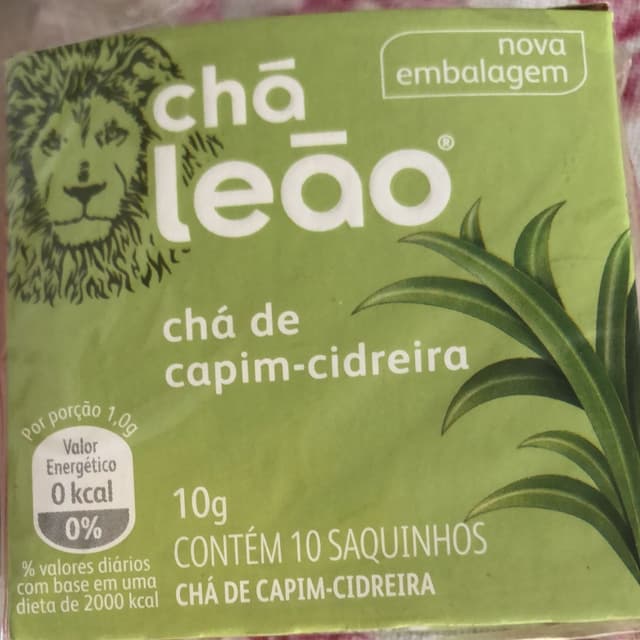 nova
embalagem
chá
leão®
chá de
capim-cidreira
Por porção 1,0g
Valor
Energético
0 kcal
0%
% valores diários
com base em uma
dieta de 2000 kcal
10g
CONTÉM 10 SAQUINHOS
CHÁ DE CAPIM-CIDREIRA